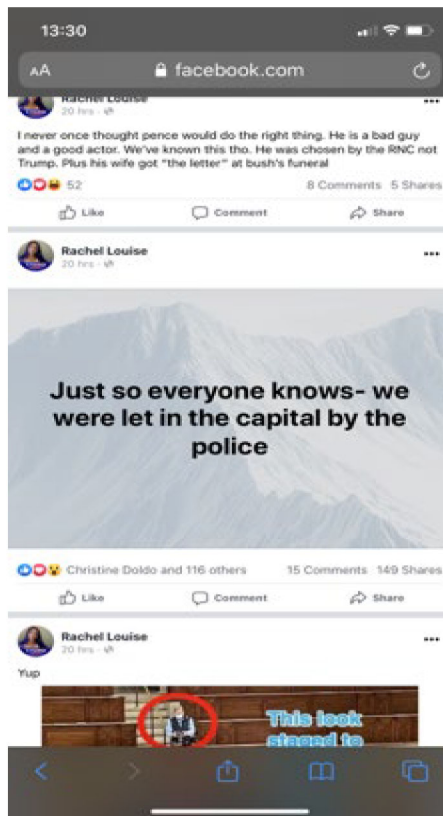 13:30
AA facebook.com
Rachel Louise
20 hrs ·
I never once thought pence would do the right thing. He is a bad guy
and a good actor. We've known this tho. He was chosen by the RNC not
Trump. Plus his wife got "the letter" at bush's funeral
52 8 Comments 5 Shares
Like Comment Share
Rachel Louise
20 hrs ·
Just so everyone knows- we
were let in the capital by the
police
Christine Doldo and 116 others 15 Comments 149 Shares
Like Comment Share
Rachel Louise
20 hrs ·
Yup
This look
staged to